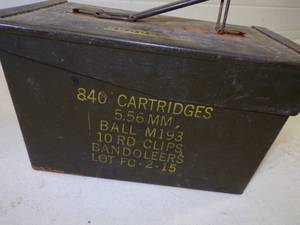 840 CARTRIDGES
5.56 MM
BALL M193
10 RD CLIPS
BANDOLEERS
LOT FC-2-15